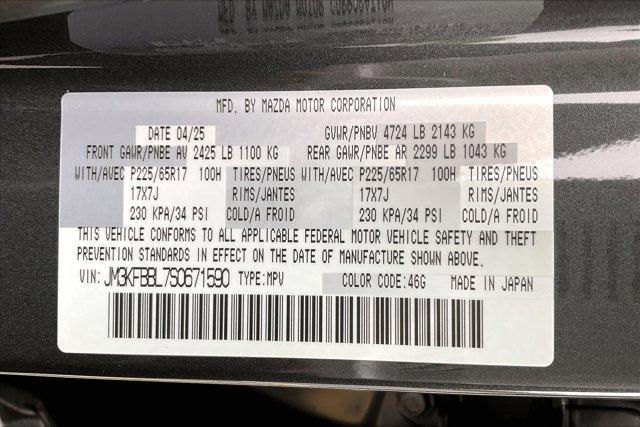 MFD. BY MAZDA MOTOR CORPORATION
DATE 04/25 GVWR/PNBV 4724 LB 2143 KG
FRONT GAWR/PNBE AV 2425 LB 1100 KG REAR GAWR/PNBE AR 2299 LB 1043 KG
WITH/AVEC P225/65R17 100H TIRES/PNEUS WITH/AVEC P225/65R17 100H TIRES/PNEUS
17X7J RIMS/JANTES 17X7J RIMS/JANTES
230 KPA/34 PSI COLD/A FROID 230 KPA/34 PSI COLD/A FROID
THIS VEHICLE CONFORMS TO ALL APPLICABLE FEDERAL MOTOR VEHICLE SAFETY AND THEFT
PREVENTION STANDARDS IN EFFECT ON THE DATE OF MANUFACTURE SHOWN ABOVE.
VIN: JM3KFBBL7S0671590 TYPE:MPV COLOR CODE:46G MADE IN JAPAN